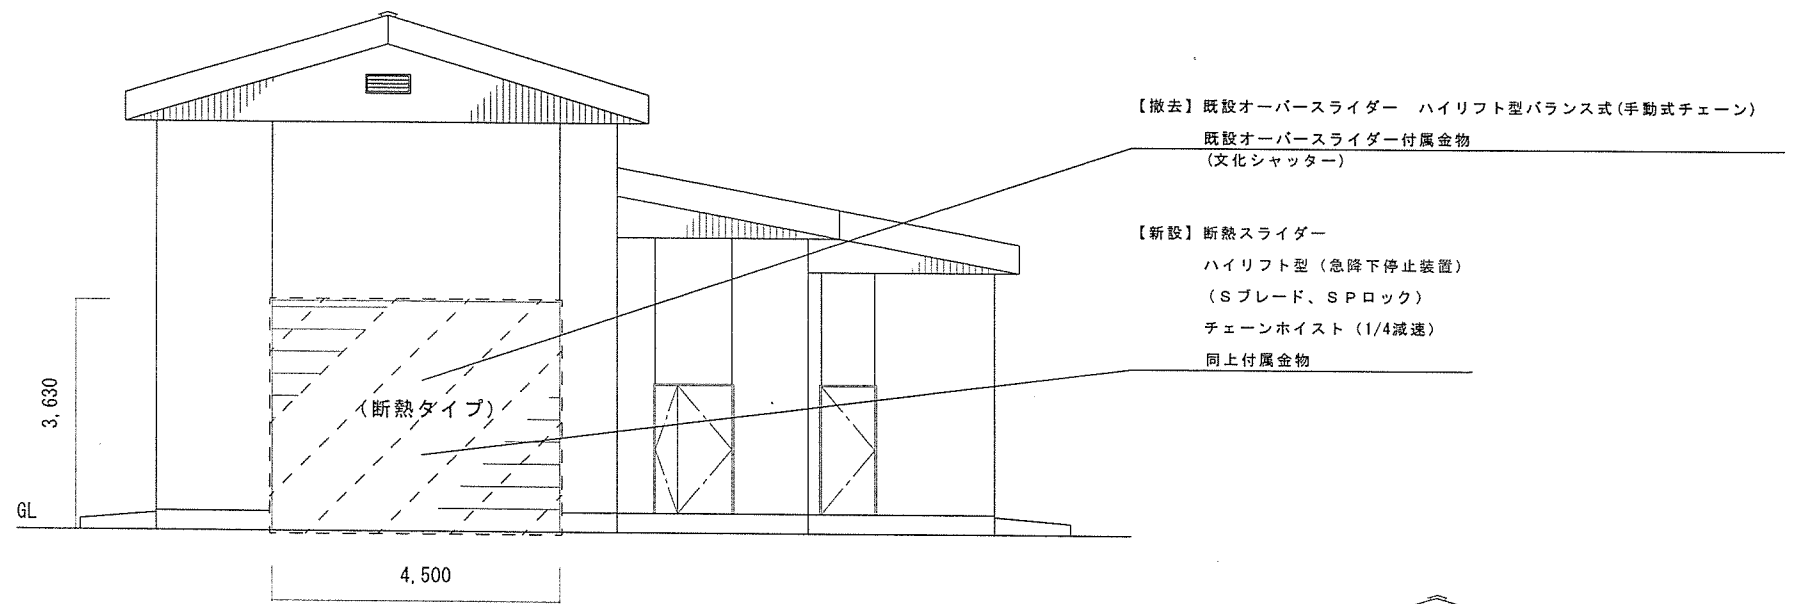 【撤去】既設オーバースライダー　ハイリフト型バランス式(手動式チェーン)
既設オーバースライダー付属金物
(文化シャッター)
【新設】断熱スライダー
ハイリフト型（急降下停止装置）
（Ｓブレード、ＳＰロック）
チェーンホイスト（1/4減速）
同上付属金物
3,630
(断熱タイプ)
GL
4,500